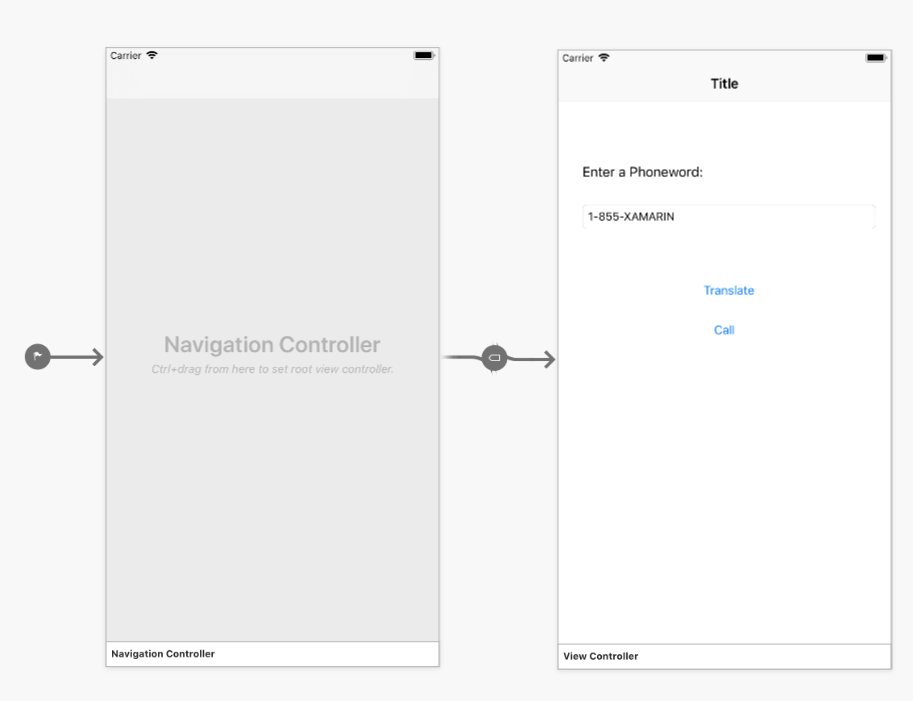 Carrier
Navigation Controller
Ctrl+drag from here to set root view controller.
Navigation Controller
Carrier
Title
Enter a Phoneword:
1-855-XAMARIN
Translate
Call
View Controller